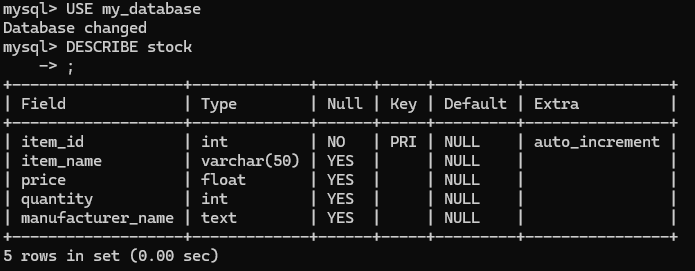 mysql> USE my_database
Database changed
mysql> DESCRIBE stock
    -> ;
+-------------------+-------------+------+-----+---------+----------------+
| Field             | Type        | Null | Key | Default | Extra          |
+-------------------+-------------+------+-----+---------+----------------+
| item_id           | int         | NO   | PRI | NULL    | auto_increment |
| item_name         | varchar(50) | YES  |     | NULL    |                |
| price             | float       | YES  |     | NULL    |                |
| quantity          | int         | YES  |     | NULL    |                |
| manufacturer_name | text        | YES  |     | NULL    |                |
+-------------------+-------------+------+-----+---------+----------------+
5 rows in set (0.00 sec)